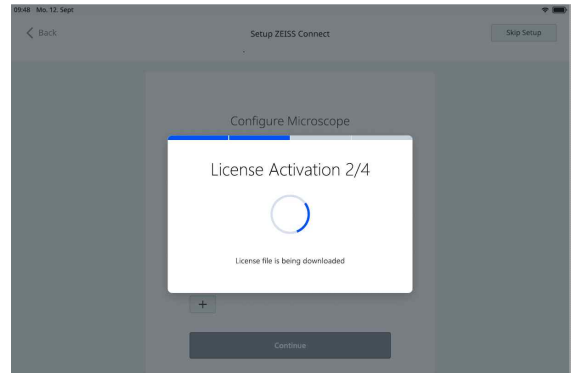 09:48 Mo. 12. Sept
Back
Setup ZEISS Connect
Skip Setup
Configure Microscope
License Activation 2/4
License file is being downloaded
+
Continue